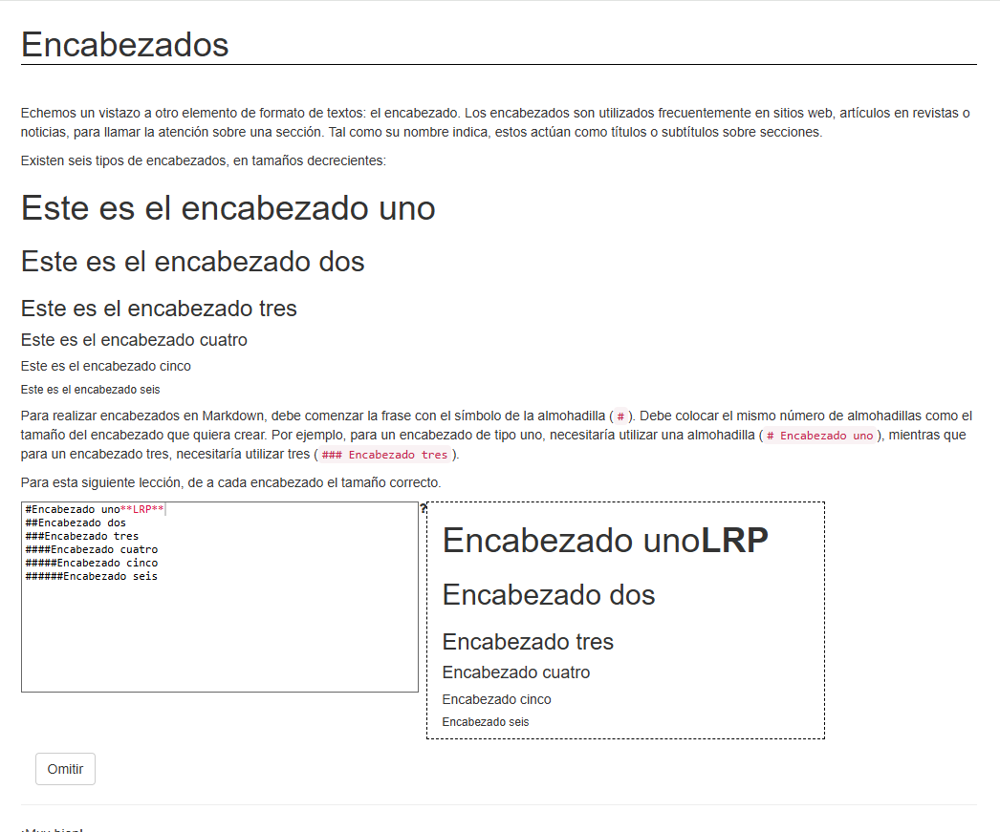 Encabezados
Echemos un vistazo a otro elemento de formato de textos: el encabezado. Los encabezados son utilizados frecuentemente en sitios web, artículos en revistas o
noticias, para llamar la atención sobre una sección. Tal como su nombre indica, estos actúan como títulos o subtítulos sobre secciones.
Existen seis tipos de encabezados, en tamaños decrecientes:
Este es el encabezado uno
Este es el encabezado dos
Este es el encabezado tres
Este es el encabezado cuatro
Este es el encabezado cinco
Este es el encabezado seis
Para realizar encabezados en Markdown, debe comenzar la frase con el símbolo de la almohadilla ( # ). Debe colocar el mismo número de almohadillas como el
tamaño del encabezado que quiera crear. Por ejemplo, para un encabezado de tipo uno, necesitaría utilizar una almohadilla ( # Encabezado uno ), mientras que
para un encabezado tres, necesitaría utilizar tres ( ### Encabezado tres ).
Para esta siguiente lección, de a cada encabezado el tamaño correcto.
#Encabezado uno**LRP**
##Encabezado dos
###Encabezado tres
####Encabezado cuatro
#####Encabezado cinco
######Encabezado seis
?
Encabezado unoLRP
Encabezado dos
Encabezado tres
Encabezado cuatro
Encabezado cinco
Encabezado seis
Omitir
¡Muy bien!